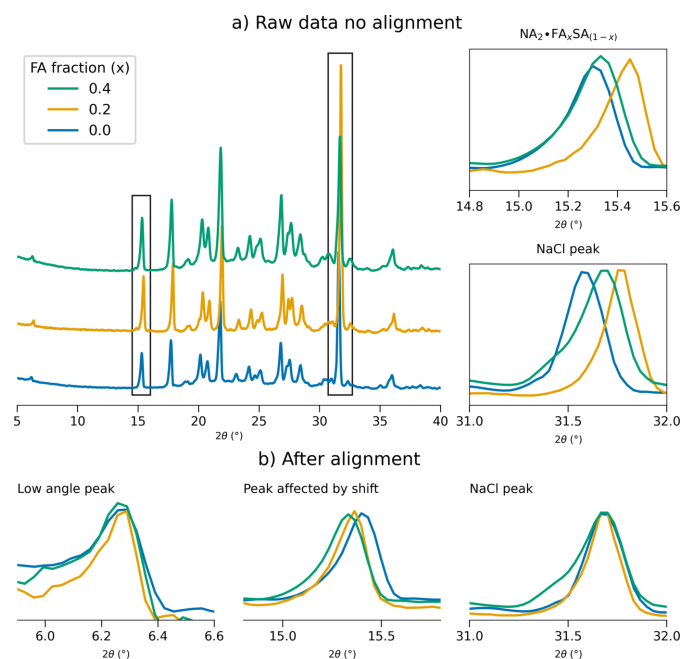 a) Raw data no alignment
FA fraction (x)
0.4
0.2
0.0
5 10 15 20 25 30 35 40
2θ (°)
NA₂•FAₓSA₍₁₋ₓ₎
14.8 15.0 15.2 15.4 15.6
2θ (°)
NaCl peak
31.0 31.5 32.0
2θ (°)
b) After alignment
Low angle peak
6.0 6.2 6.4 6.6
2θ (°)
Peak affected by shift
15.0 15.5
2θ (°)
NaCl peak
31.0 31.5 32.0
2θ (°)